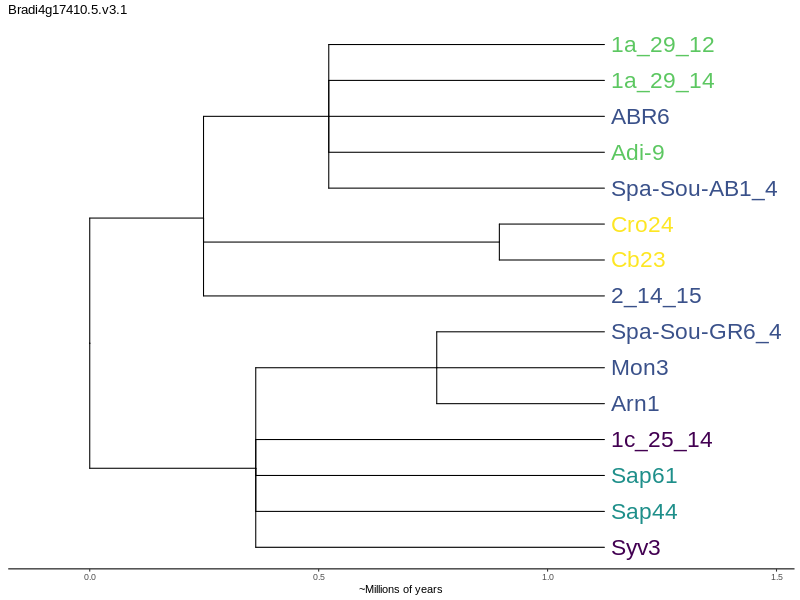 Bradi4g17410.5.v3.1
1a_29_12
1a_29_14
ABR6
Adi-9
Spa-Sou-AB1_4
Cro24
Cb23
2_14_15
Spa-Sou-GR6_4
Mon3
Arn1
1c_25_14
Sap61
Sap44
Syv3
0.0 0.5 1.0 1.5
~Millions of years